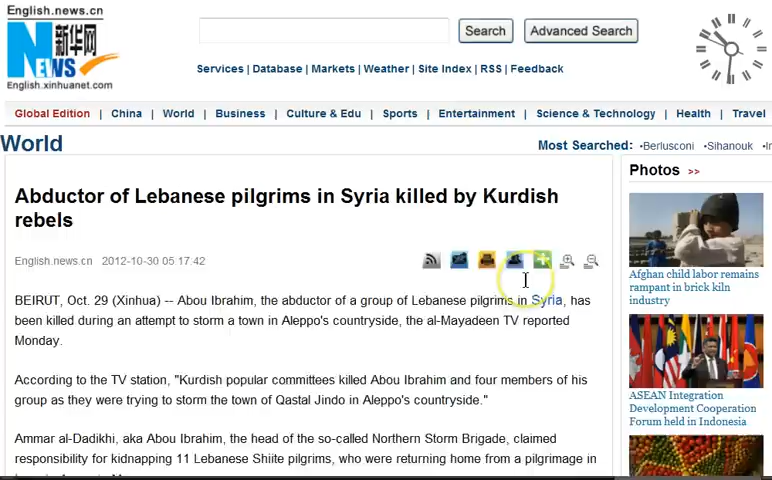 English.news.cn
新华网
NEWS
English.xinhuanet.com
Search
Advanced Search
Services | Database | Markets | Weather | Site Index | RSS | Feedback
Global Edition | China | World | Business | Culture & Edu | Sports | Entertainment | Science & Technology | Health | Travel
World
Most Searched: •Berlusconi •Sihanouk
Abductor of Lebanese pilgrims in Syria killed by Kurdish
rebels
English.news.cn 2012-10-30 05 17.42
BEIRUT, Oct. 29 (Xinhua) -- Abou Ibrahim, the abductor of a group of Lebanese pilgrims in Syria, has
been killed during an attempt to storm a town in Aleppo's countryside, the al-Mayadeen TV reported
Monday.
According to the TV station, "Kurdish popular committees killed Abou Ibrahim and four members of his
group as they were trying to storm the town of Qastal Jindo in Aleppo's countryside."
Ammar al-Dadikhi, aka Abou Ibrahim, the head of the so-called Northern Storm Brigade, claimed
responsibility for kidnapping 11 Lebanese Shiite pilgrims, who were returning home from a pilgrimage in
Photos >>
Afghan child labor remains
rampant in brick kiln
industry
ASEAN Integration
Development Cooperation
Forum held in Indonesia